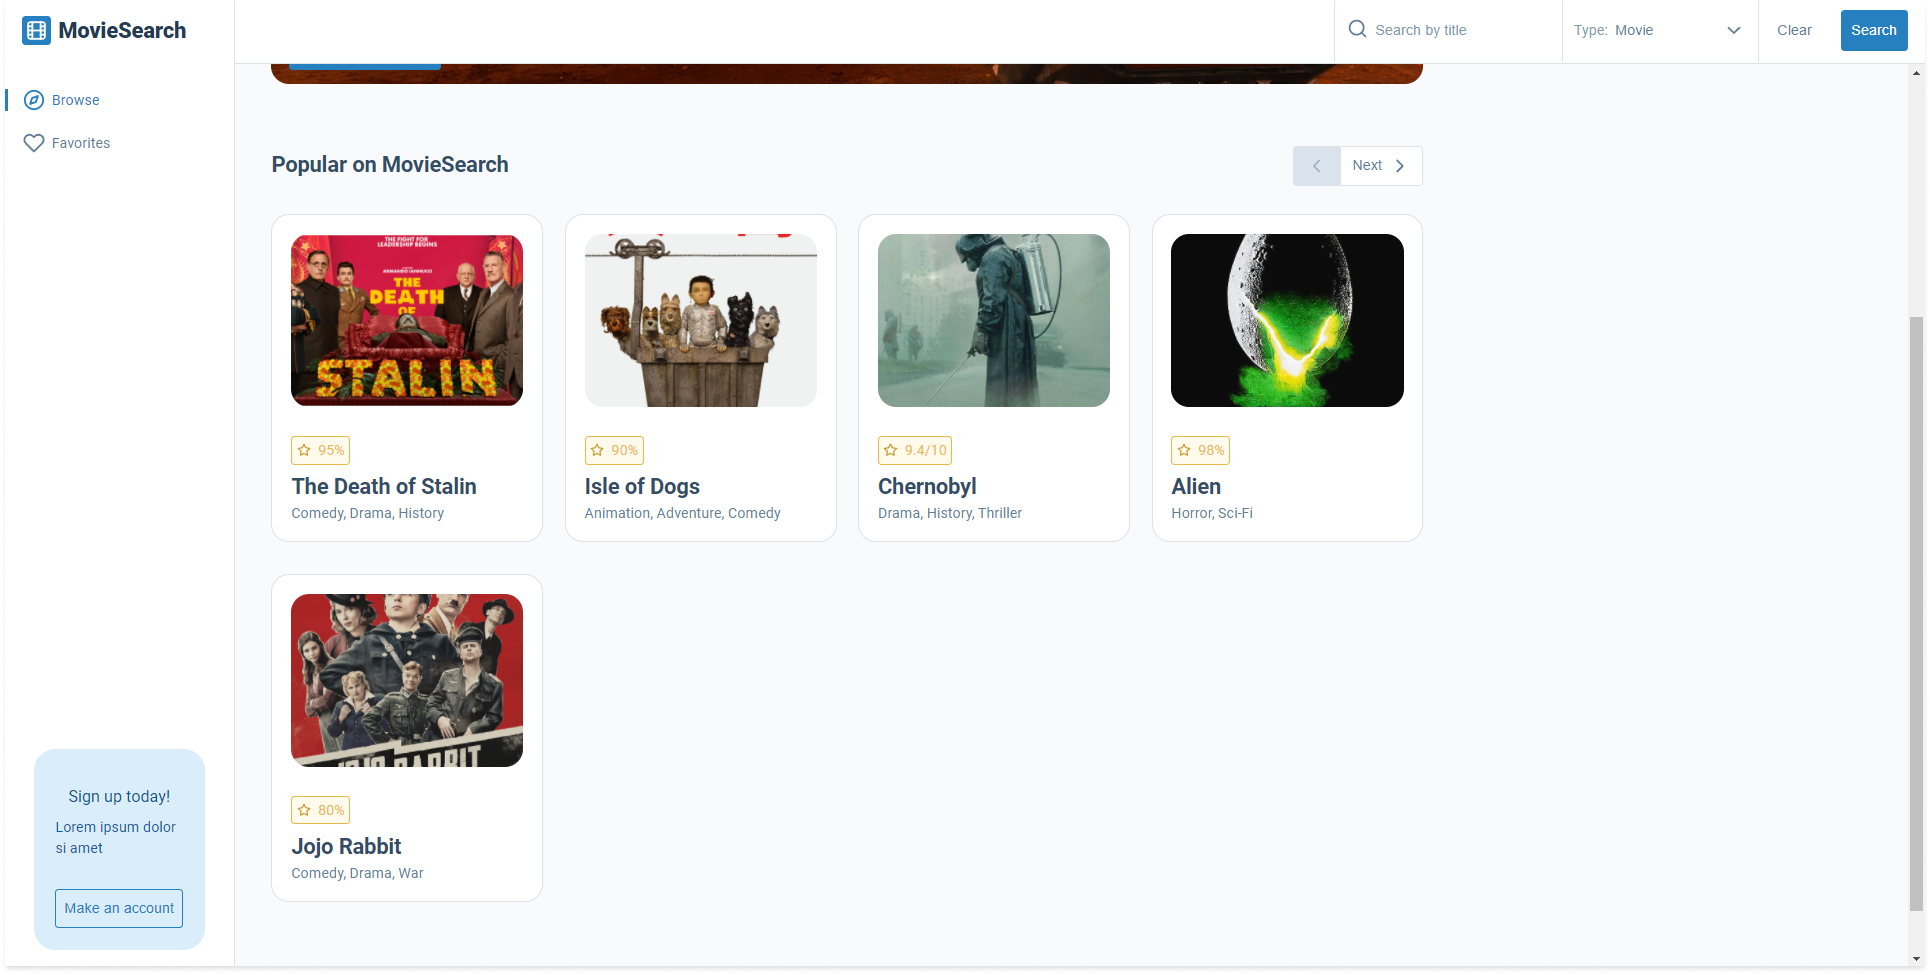 MovieSearch
Search by title
Type: Movie
Clear
Search
Browse
Favorites
Popular on MovieSearch
Next
THE FIGHT FOR
LEADERSHIP BEGINS
ARMANDO IANNUCCI
THE
DEATH
OF
STALIN
95%
The Death of Stalin
Comedy, Drama, History
90%
Isle of Dogs
Animation, Adventure, Comedy
9.4/10
Chernobyl
Drama, History, Thriller
98%
Alien
Horror, Sci-Fi
JOJO RABBIT
80%
Jojo Rabbit
Comedy, Drama, War
Sign up today!
Lorem ipsum dolor
si amet
Make an account